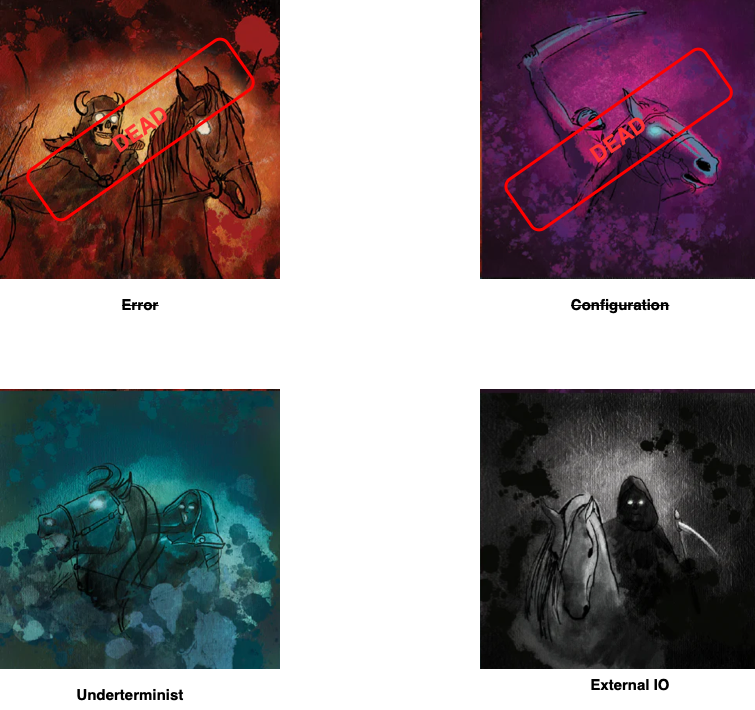 DEAD
DEAD
Error
Configuration
Underterminist
External IO